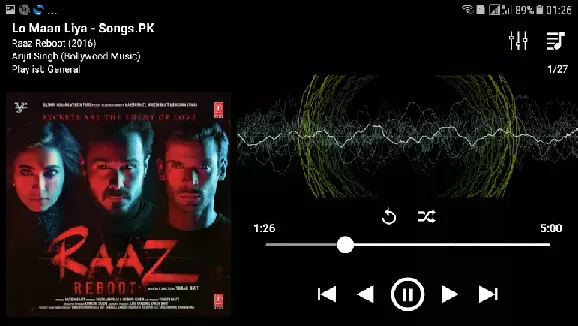 ... 89% 01:26
Lo Maan Liya - Songs.PK
Raaz Reboot (2016)
Arijit Singh (Bollywood Music)
Playlist: General
1/27
SECRETS ARE THE ENEMY OF LOVE
RAAZ
REBOOT
1:26
5:00